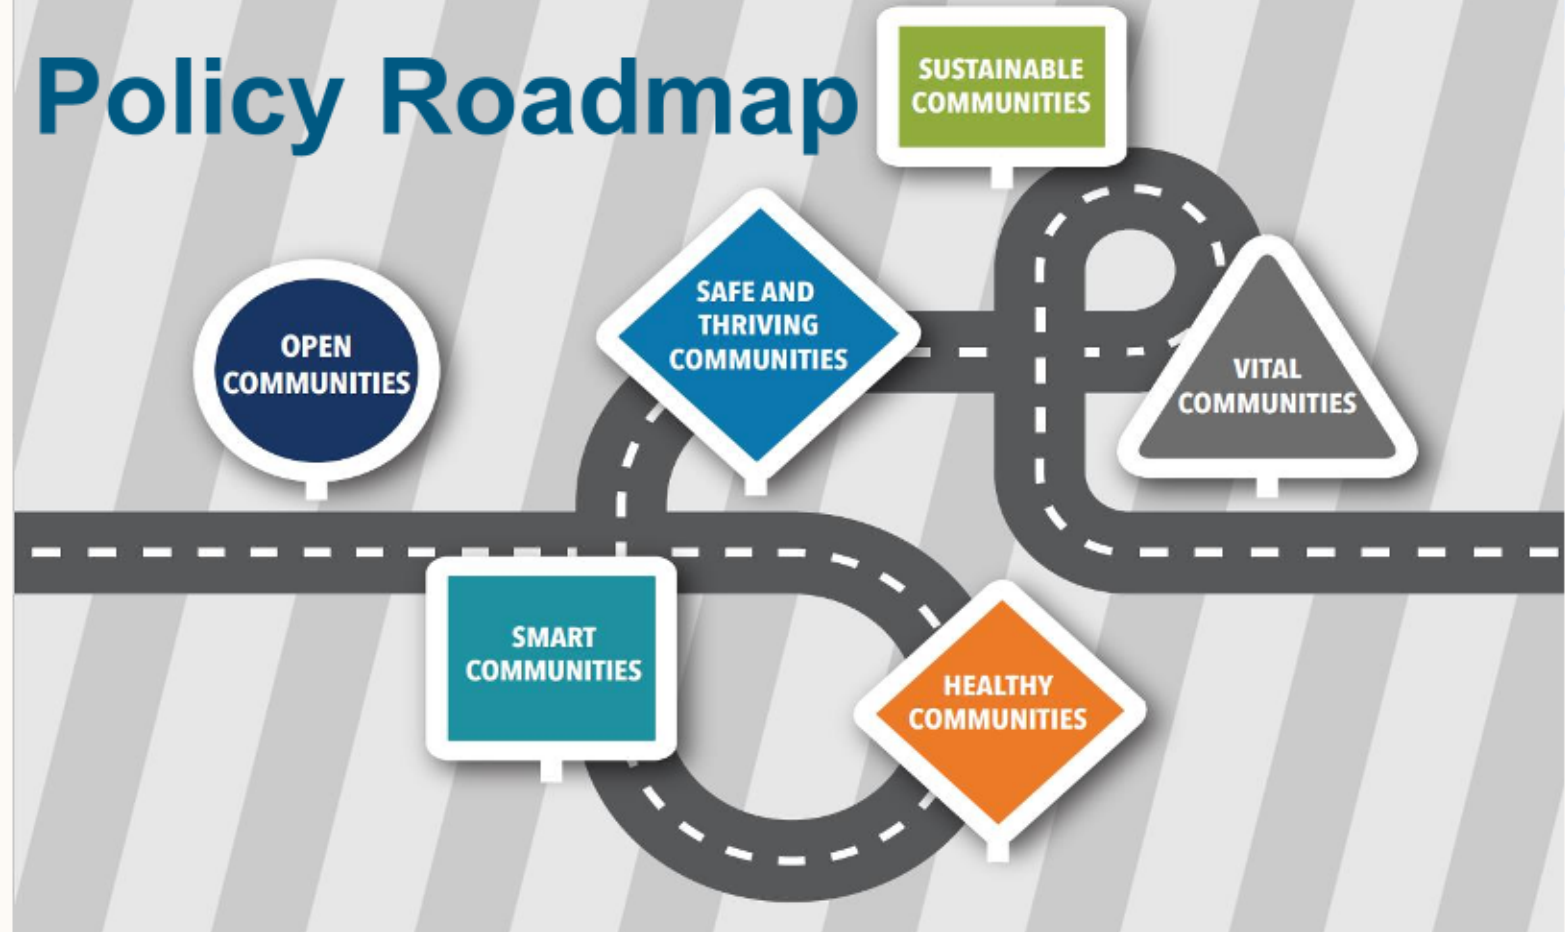 Policy Roadmap
SUSTAINABLE
COMMUNITIES
OPEN
COMMUNITIES
SAFE AND
THRIVING
COMMUNITIES
VITAL
COMMUNITIES
SMART
COMMUNITIES
HEALTHY
COMMUNITIES